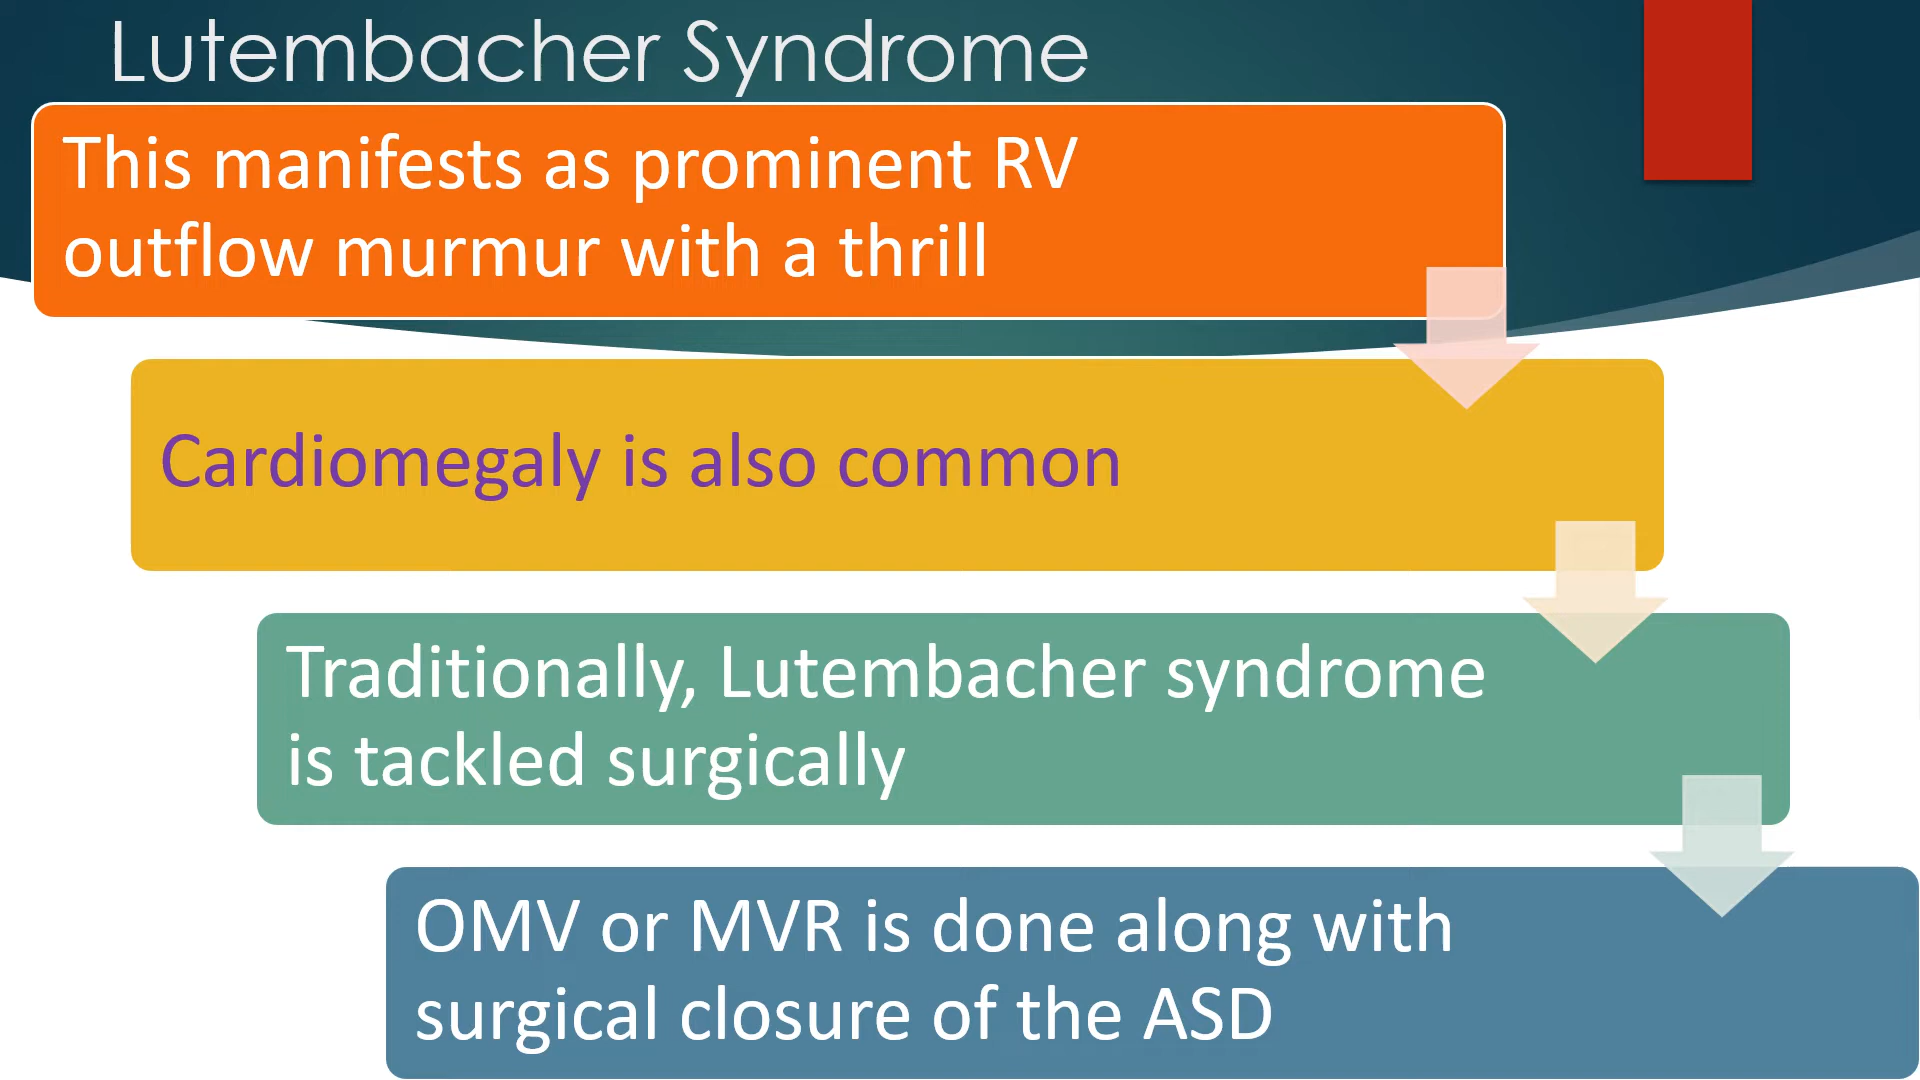 Lutembacher Syndrome
This manifests as prominent RV
outflow murmur with a thrill
Cardiomegaly is also common
Traditionally, Lutembacher syndrome
is tackled surgically
OMV or MVR is done along with
surgical closure of the ASD